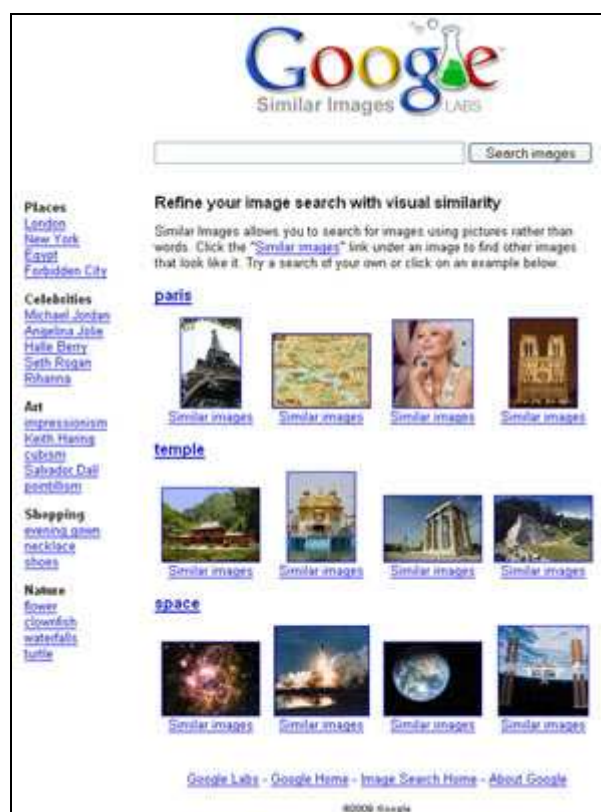 Google
Similar Images LABS
Search images
Places
London
New York
Egypt
Forbidden City
Celebrities
Michael Jordan
Angelina Jolie
Halle Berry
Seth Rogan
Rihanna
Art
impressionism
Keith Haring
cubism
Salvador Dali
pointillism
Shopping
evening gown
necklace
shoes
Nature
flower
clownfish
waterfalls
turtle
Refine your image search with visual similarity
Similar Images allows you to search for images using pictures rather than
words. Click the "Similar images" link under an image to find other images
that look like it. Try a search of your own or click on an example below.
paris
Similar images Similar images Similar images Similar images
temple
Similar images Similar images Similar images Similar images
space
Similar images Similar images Similar images Similar images
Google Labs - Google Home - Image Search Home - About Google
©2009 Google